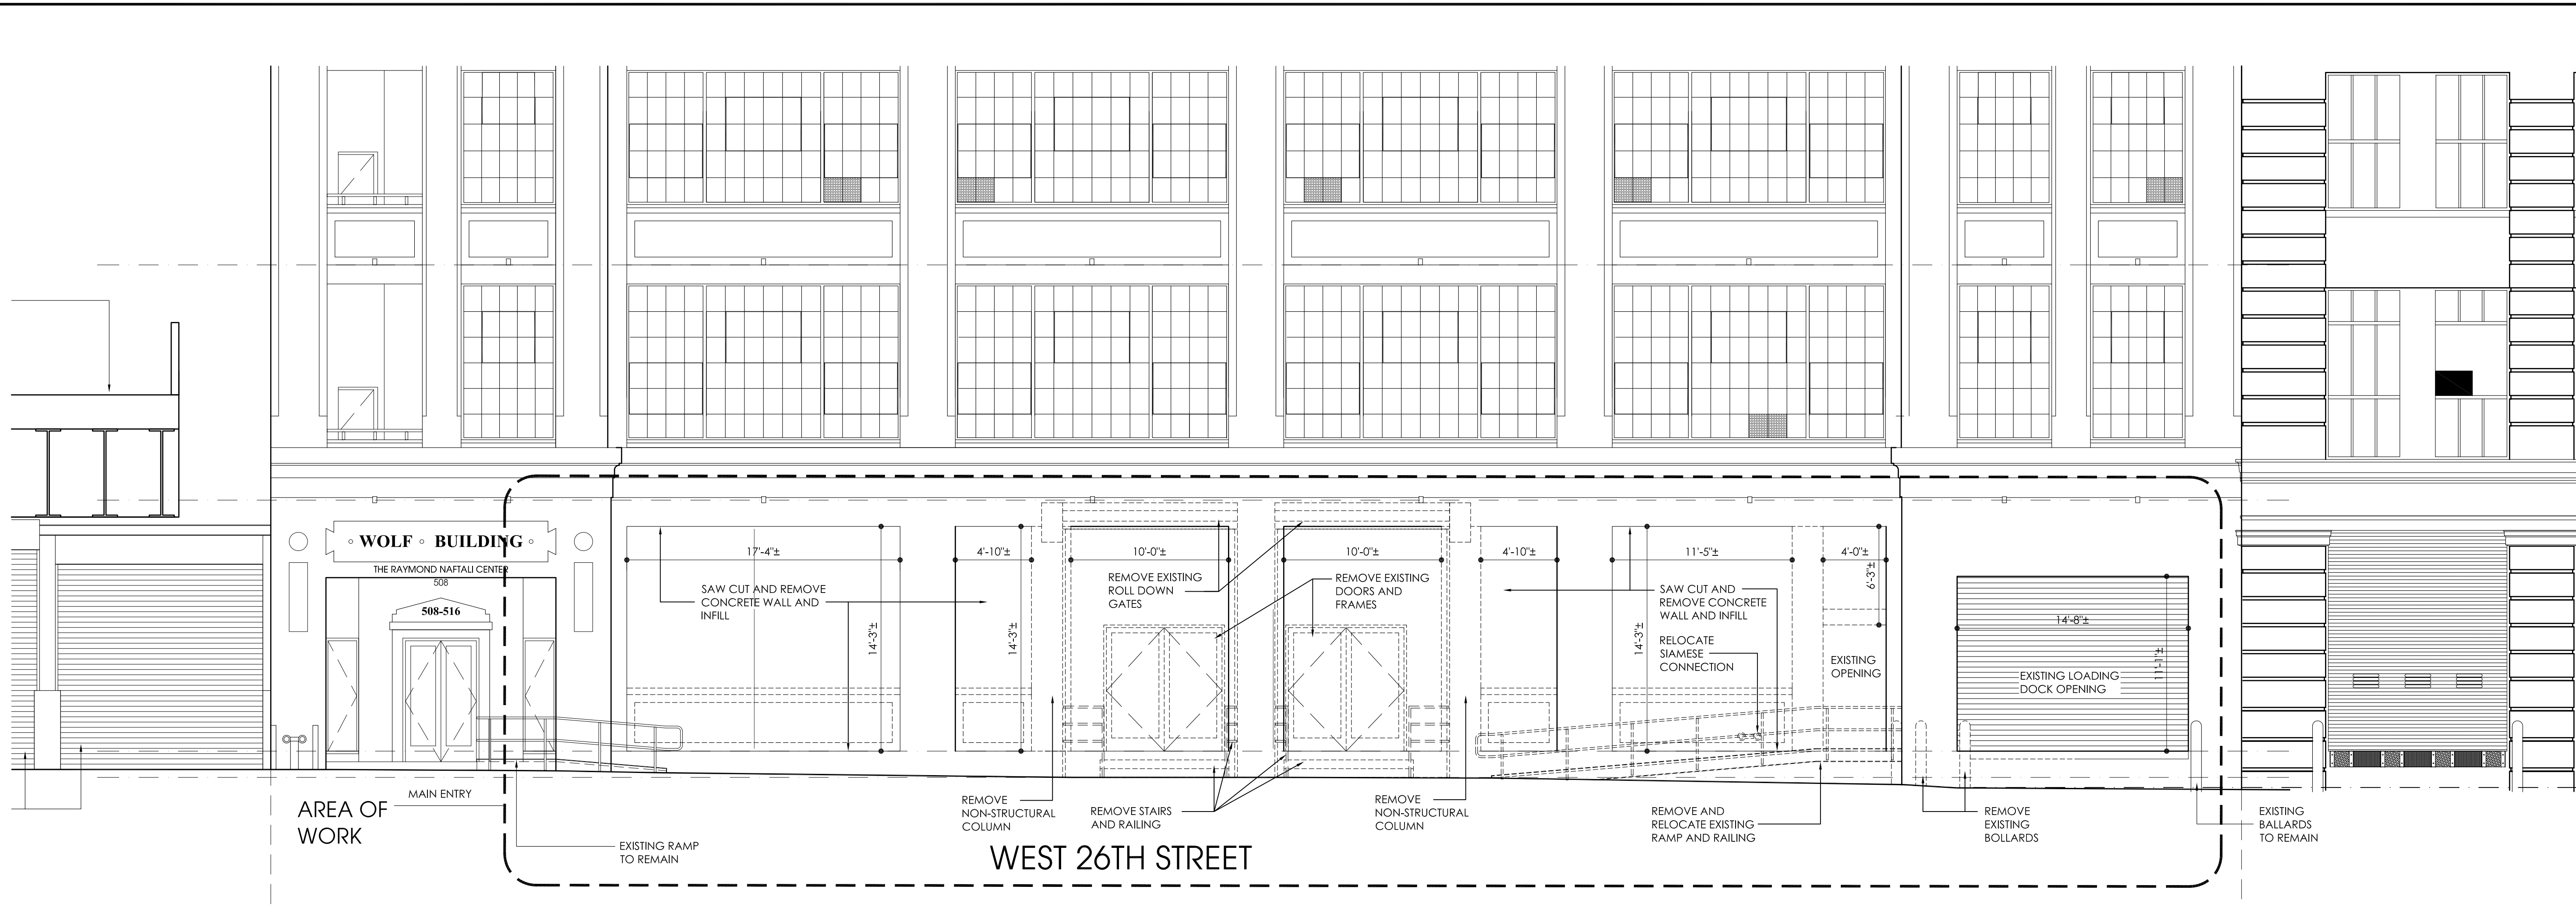 WOLF ◦ BUILDING
THE RAYMOND NAFTALI CENTER
508
508-516
17'-4"±
4'-10"±
10'-0"±
10'-0"±
4'-10"±
11'-5"±
4'-0"±
6'-3"±
SAW CUT AND REMOVE
CONCRETE WALL AND
INFILL
14'-3"±
14'-3"±
REMOVE EXISTING
ROLL DOWN
GATES
REMOVE EXISTING
DOORS AND
FRAMES
SAW CUT AND
REMOVE CONCRETE
WALL AND INFILL
14'-3"±
RELOCATE
SIAMESE
CONNECTION
EXISTING
OPENING
14'-8"±
11'-1"±
EXISTING LOADING
DOCK OPENING
MAIN ENTRY
AREA OF
WORK
EXISTING RAMP
TO REMAIN
REMOVE
NON-STRUCTURAL
COLUMN
REMOVE STAIRS
AND RAILING
REMOVE
NON-STRUCTURAL
COLUMN
REMOVE AND
RELOCATE EXISTING
RAMP AND RAILING
REMOVE
EXISTING
BOLLARDS
EXISTING
BALLARDS
TO REMAIN
WEST 26TH STREET